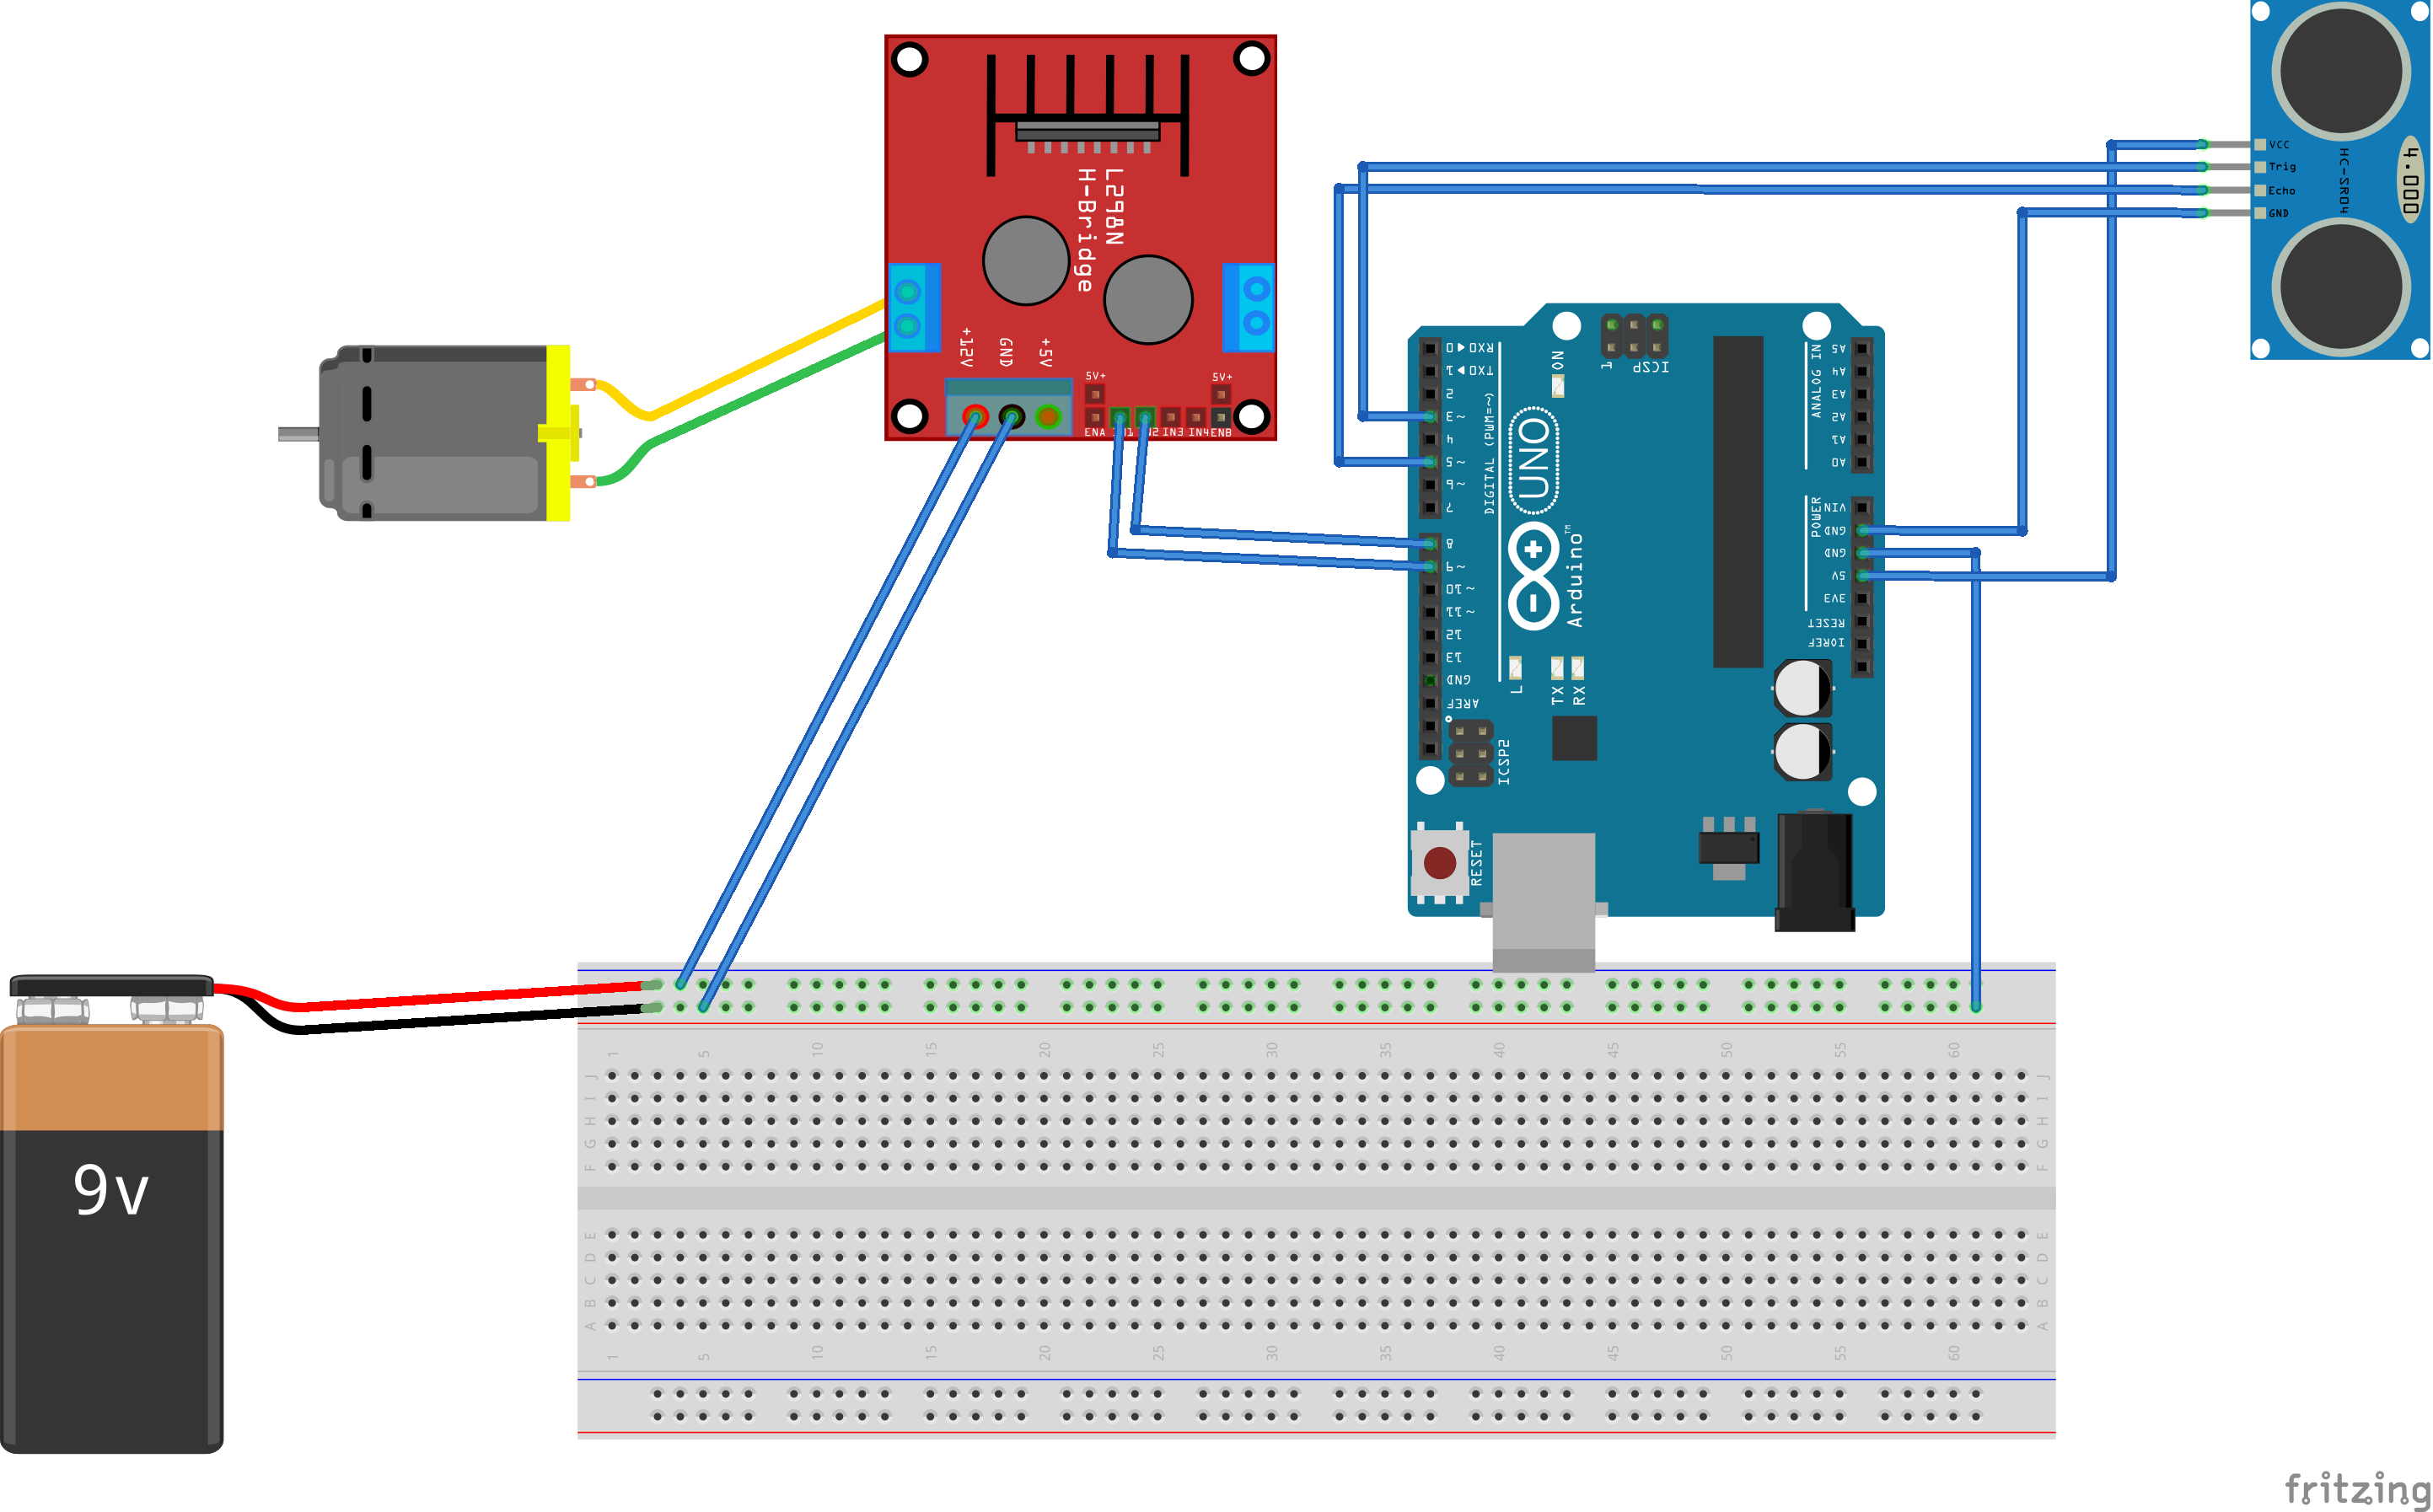 L298N
H-Bridge
+12V
GND
+5V
5V+
5V+
ENA
IN1
IN2
IN3
IN4
ENB
VCC
Trig
Echo
GND
HC-SR04
4.000
RX◀0
TX▶1
2
~3
4
~5
~6
7
8
~9
~10
~11
12
13
GND
AREF
DIGITAL (PWM=~)
ON
1
ICSP
UNO
Arduino™
L
TX
RX
ICSP2
RESET
ANALOG IN
A5
A4
A3
A2
A1
A0
POWER
VIN
GND
GND
5V
3V3
RESET
IOREF
9v
1 5 10 15 20 25 30 35 40 45 50 55 60
J J
I I
H H
G G
F F
E E
D D
C C
B B
A A
1 5 10 15 20 25 30 35 40 45 50 55 60
fritzing